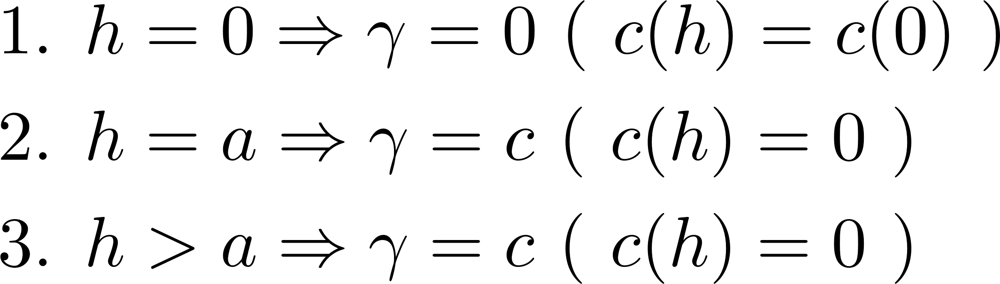 1. h = 0 ⇒ γ = 0 ( c(h) = c(0) )
2. h = a ⇒ γ = c ( c(h) = 0 )
3. h > a ⇒ γ = c ( c(h) = 0 )